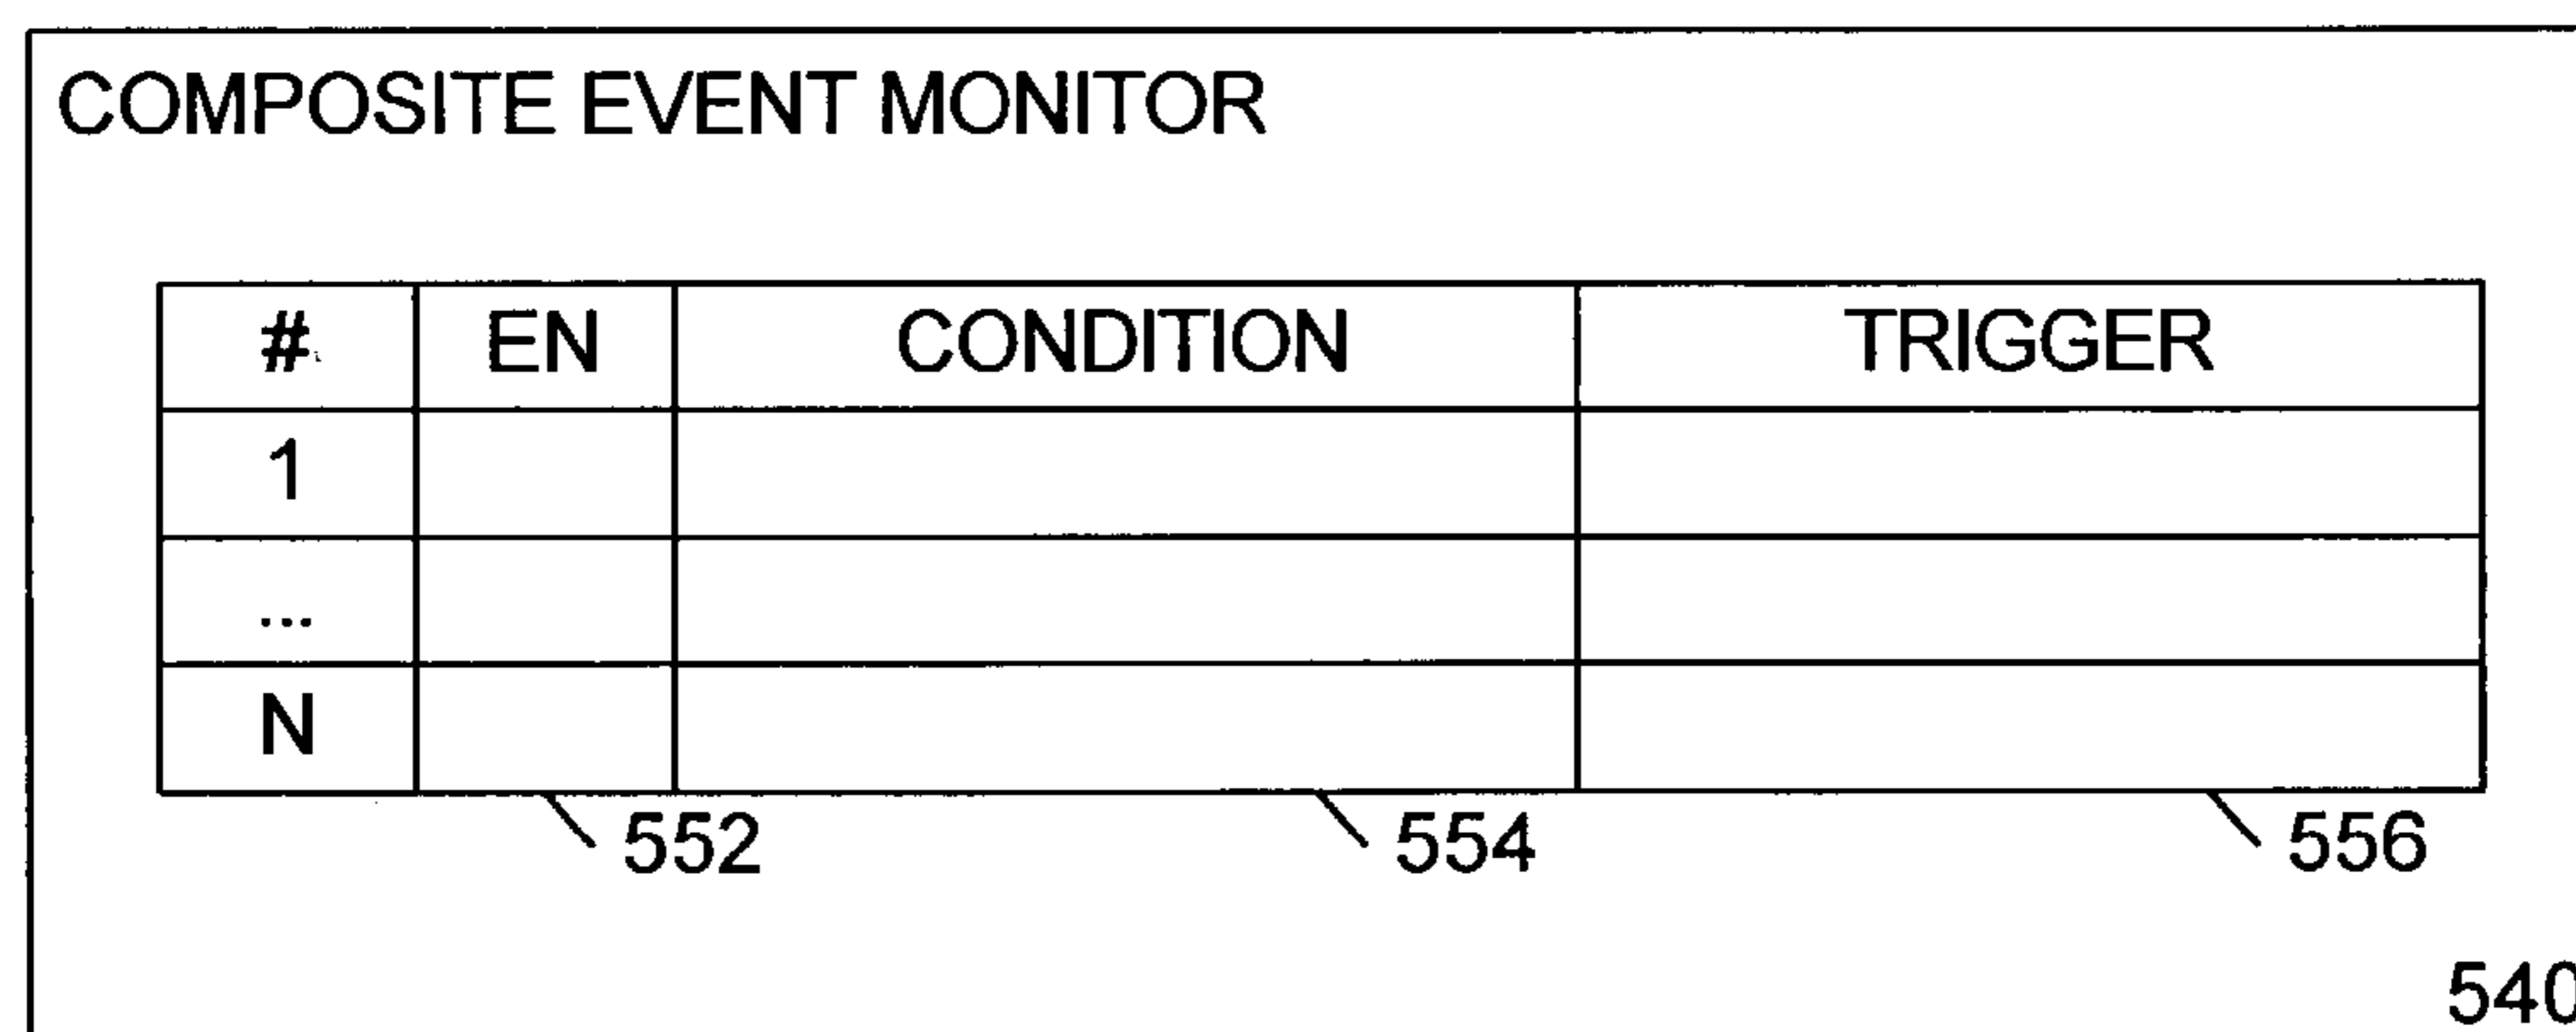 COMPOSITE EVENT MONITOR
# EN CONDITION TRIGGER
1
...
N
552 554 556
540